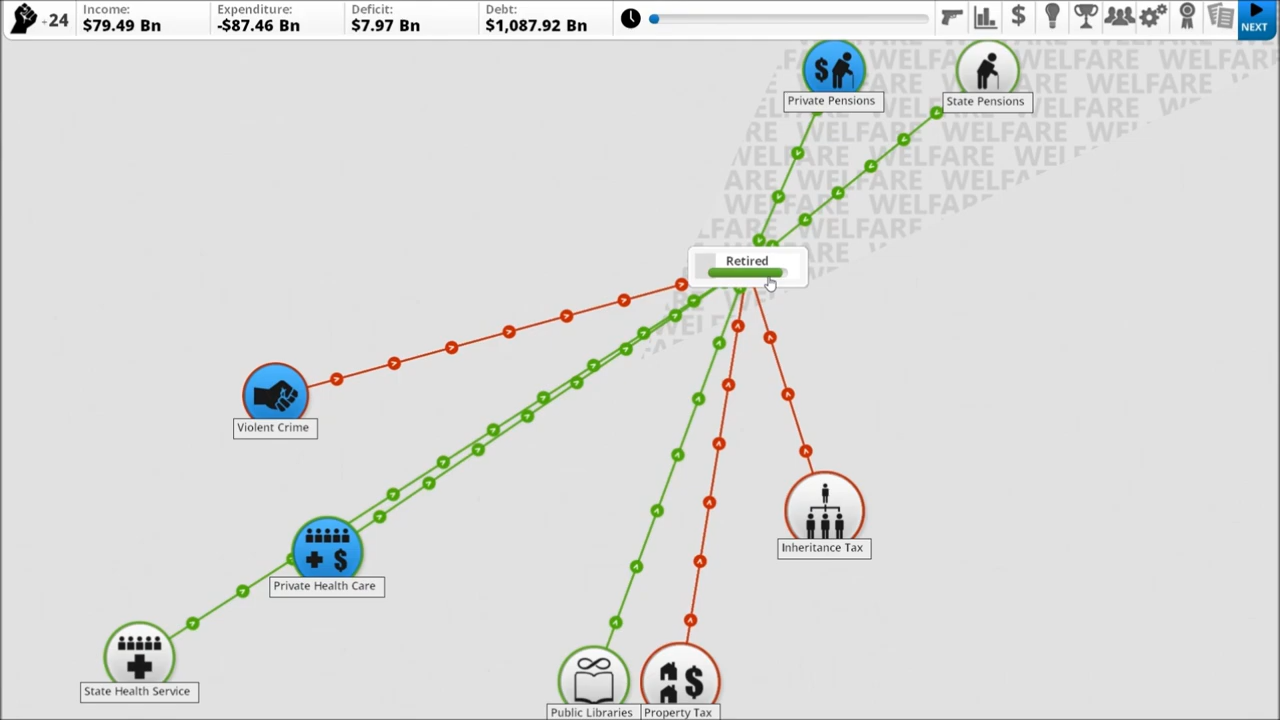 +24
Income:
$79.49 Bn
Expenditure:
-$87.46 Bn
Deficit:
$7.97 Bn
Debt:
$1,087.92 Bn
$
NEXT
WELFARE WELFARE WELFARE
$
Private Pensions
State Pensions
Retired
Violent Crime
Inheritance Tax
$
Private Health Care
State Health Service
$
Public Libraries
Property Tax